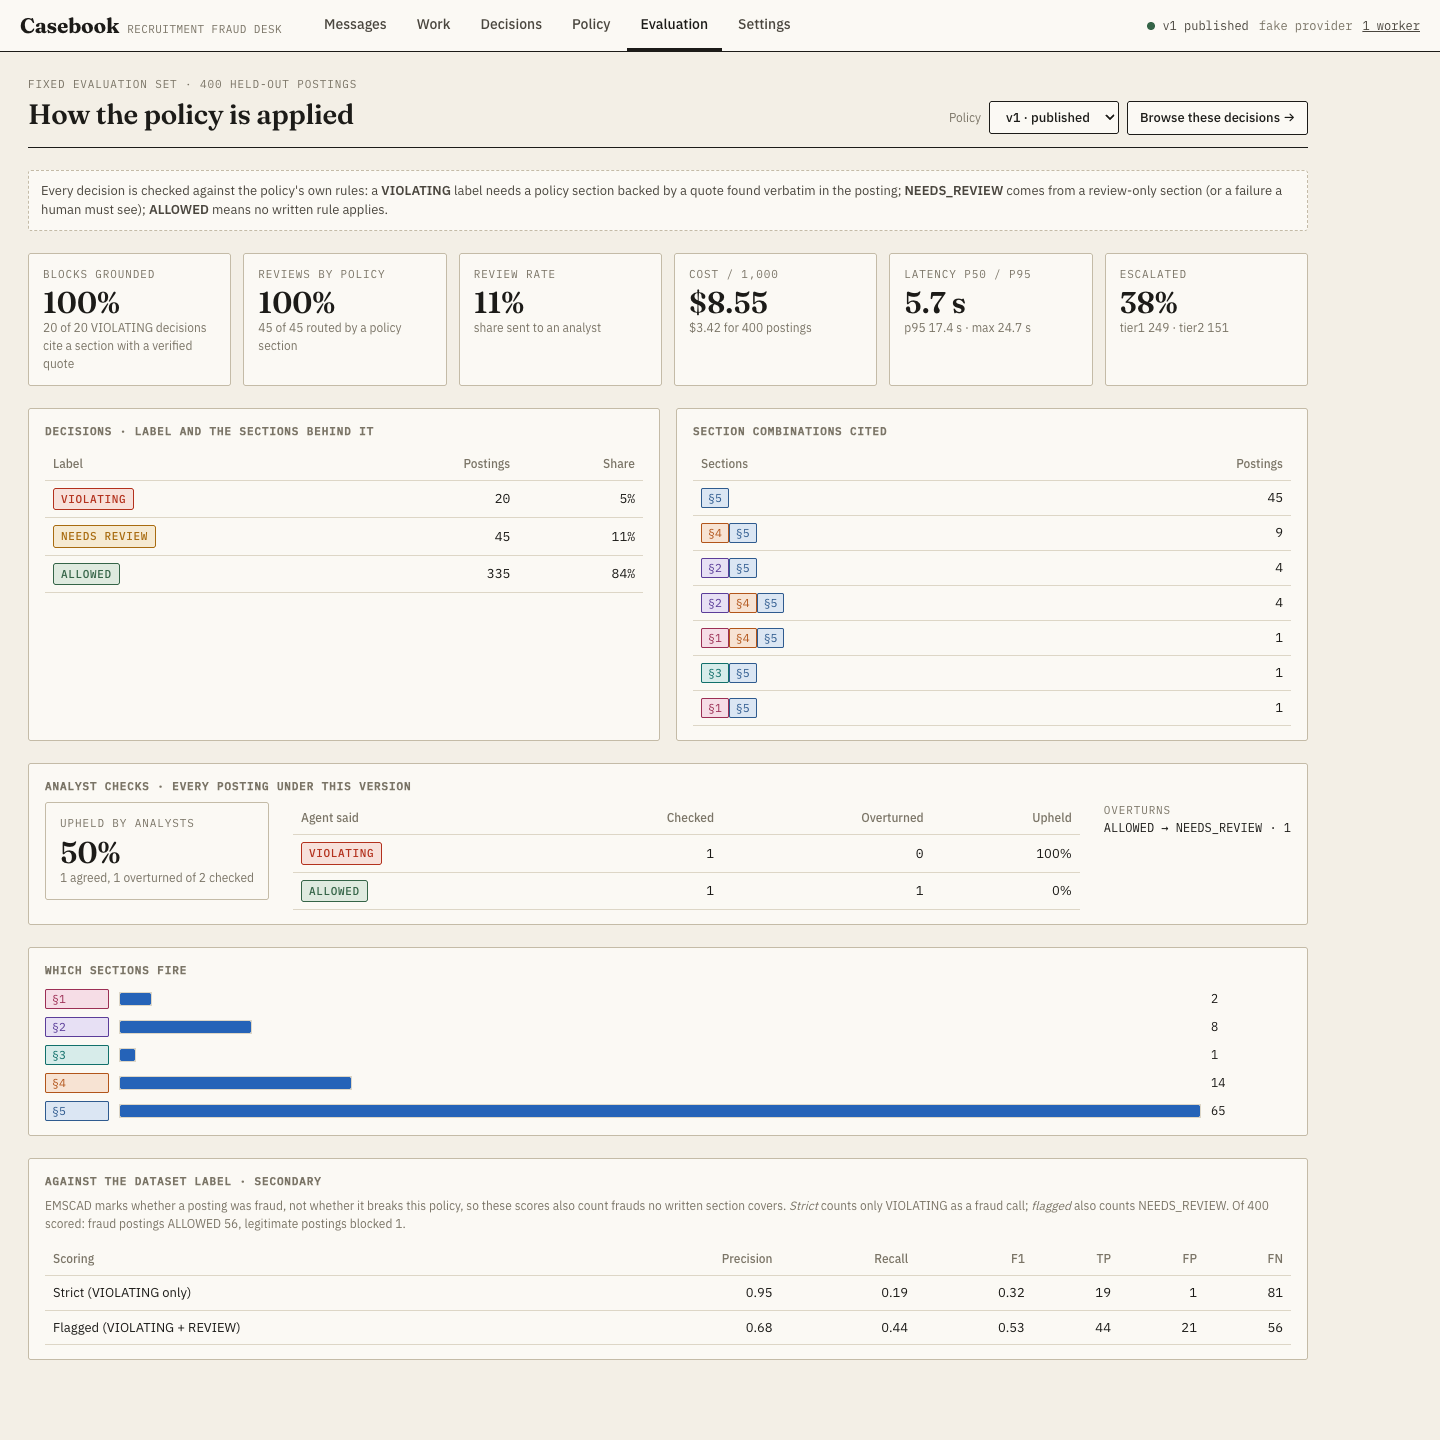 Casebook RECRUITMENT FRAUD DESK Messages Work Decisions Policy Evaluation Settings v1 published fake provider 1 worker
FIXED EVALUATION SET · 400 HELD-OUT POSTINGS
How the policy is applied
Policy v1 · published Browse these decisions →
Every decision is checked against the policy's own rules: a VIOLATING label needs a policy section backed by a quote found verbatim in the posting; NEEDS_REVIEW comes from a review-only section (or a failure a
human must see); ALLOWED means no written rule applies.
BLOCKS GROUNDED
100%
20 of 20 VIOLATING decisions
cite a section with a verified
quote
REVIEWS BY POLICY
100%
45 of 45 routed by a policy
section
REVIEW RATE
11%
share sent to an analyst
COST / 1,000
$8.55
$3.42 for 400 postings
LATENCY P50 / P95
5.7 s
p95 17.4 s · max 24.7 s
ESCALATED
38%
tier1 249 · tier2 151
DECISIONS · LABEL AND THE SECTIONS BEHIND IT
Label Postings Share
VIOLATING 20 5%
NEEDS REVIEW 45 11%
ALLOWED 335 84%
SECTION COMBINATIONS CITED
Sections Postings
§5 45
§4 §5 9
§2 §5 4
§2 §4 §5 4
§1 §4 §5 1
§3 §5 1
§1 §5 1
ANALYST CHECKS · EVERY POSTING UNDER THIS VERSION
UPHELD BY ANALYSTS
50%
1 agreed, 1 overturned of 2 checked
Agent said Checked Overturned Upheld
VIOLATING 1 0 100%
ALLOWED 1 1 0%
OVERTURNS
ALLOWED → NEEDS_REVIEW · 1
WHICH SECTIONS FIRE
§1 2
§2 8
§3 1
§4 14
§5 65
AGAINST THE DATASET LABEL · SECONDARY
EMSCAD marks whether a posting was fraud, not whether it breaks this policy, so these scores also count frauds no written section covers. Strict counts only VIOLATING as a fraud call; flagged also counts NEEDS_REVIEW. Of 400
scored: fraud postings ALLOWED 56, legitimate postings blocked 1.
Scoring Precision Recall F1 TP FP FN
Strict (VIOLATING only) 0.95 0.19 0.32 19 1 81
Flagged (VIOLATING + REVIEW) 0.68 0.44 0.53 44 21 56